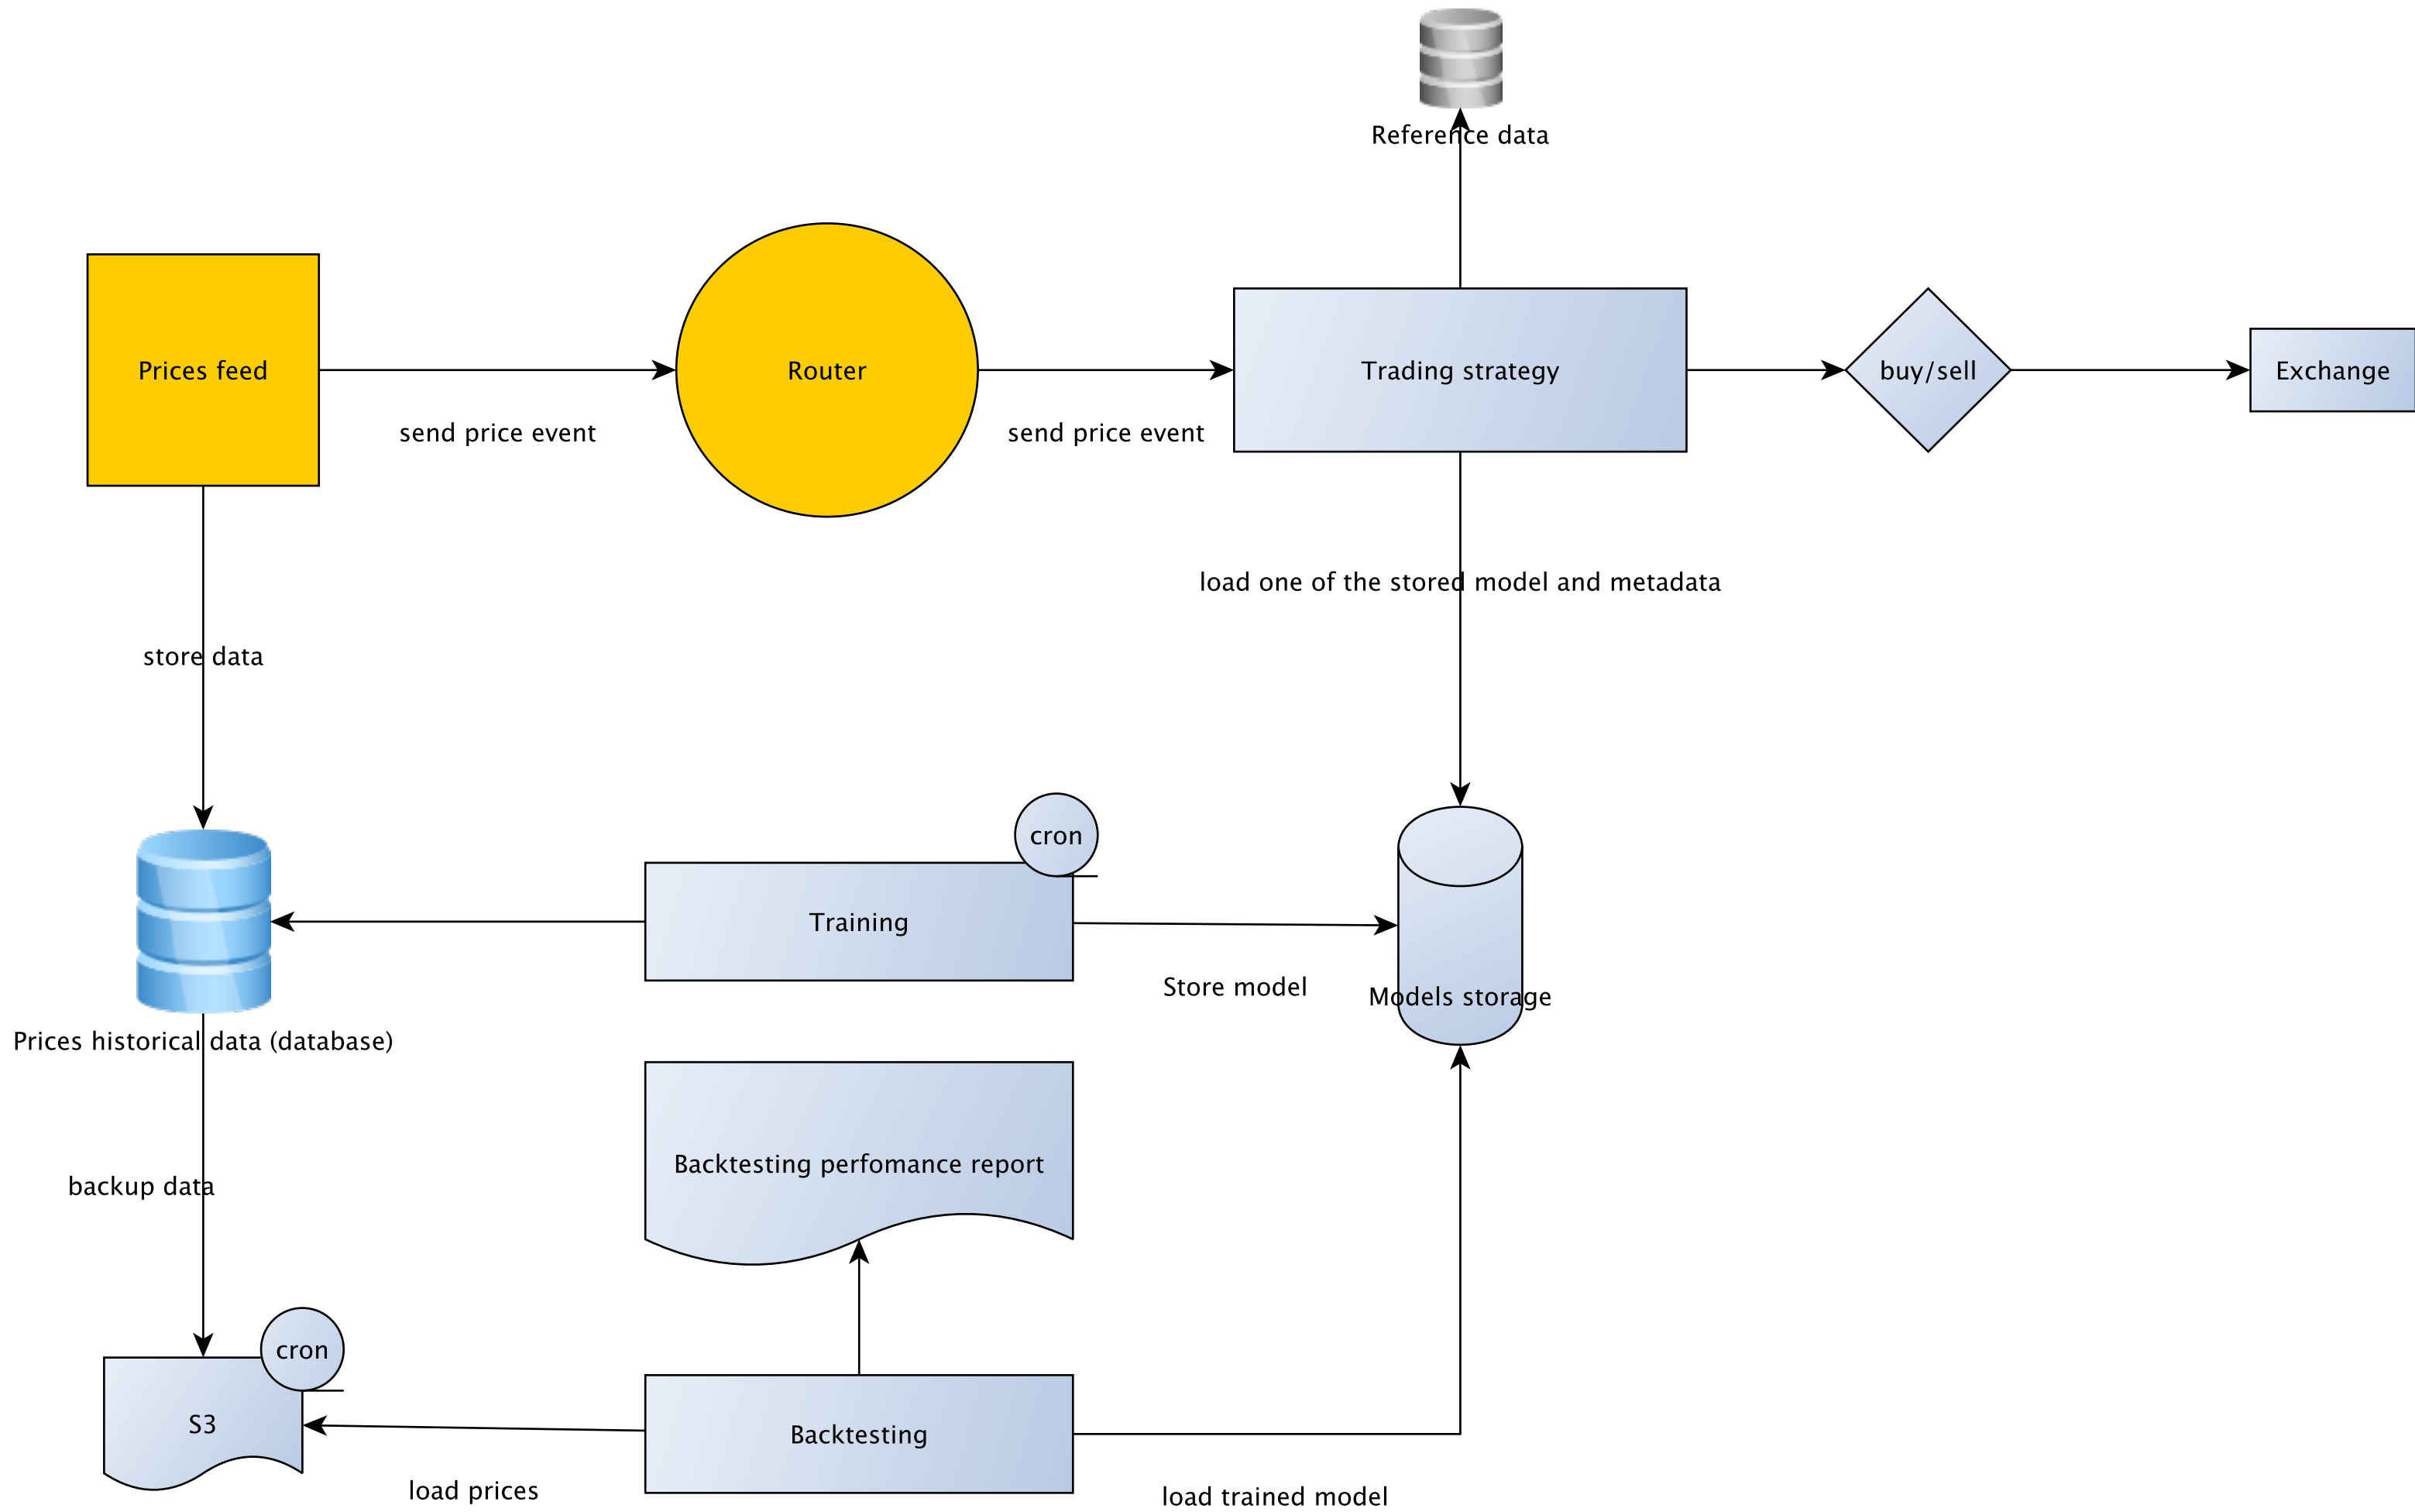 Reference data
Prices feed
Router
Trading strategy
buy/sell
Exchange
send price event
send price event
load one of the stored model and metadata
store data
cron
Training
Store model
Models storage
Prices historical data (database)
Backtesting perfomance report
backup data
cron
S3
Backtesting
load prices
load trained model